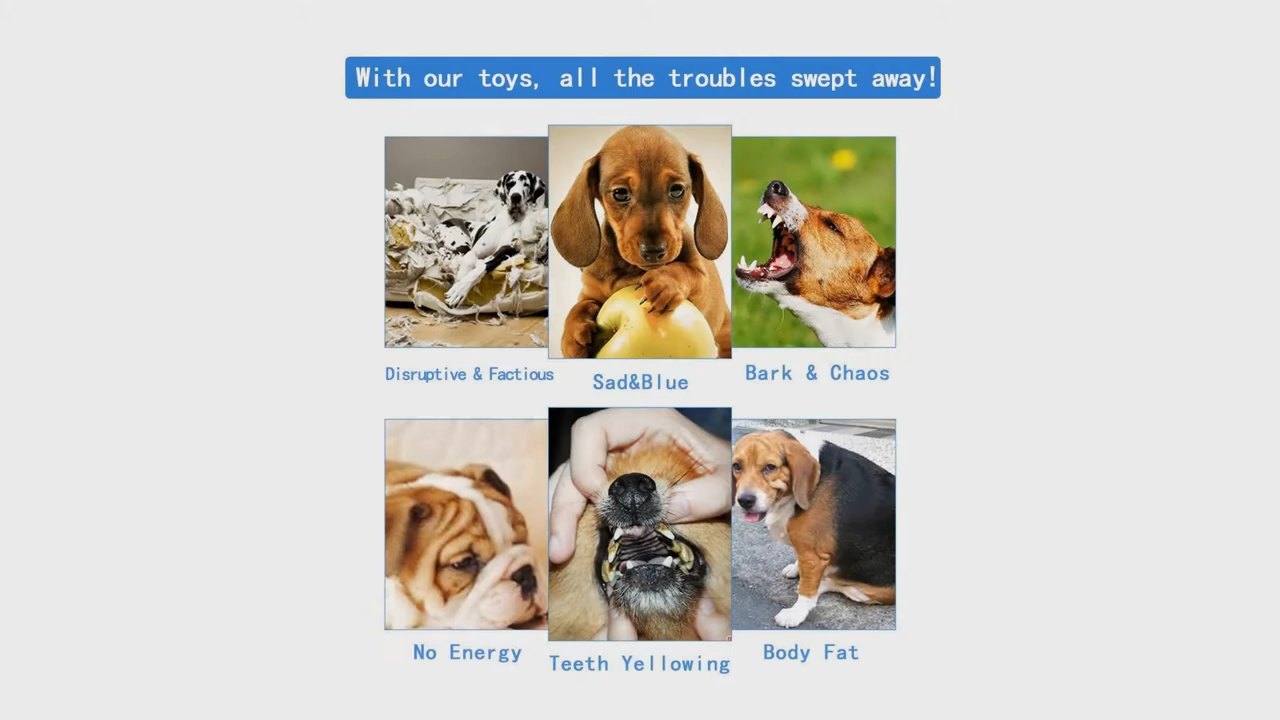 With our toys, all the troubles swept away!
Disruptive & Factious
Sad&Blue
Bark & Chaos
No Energy
Teeth Yellowing
Body Fat